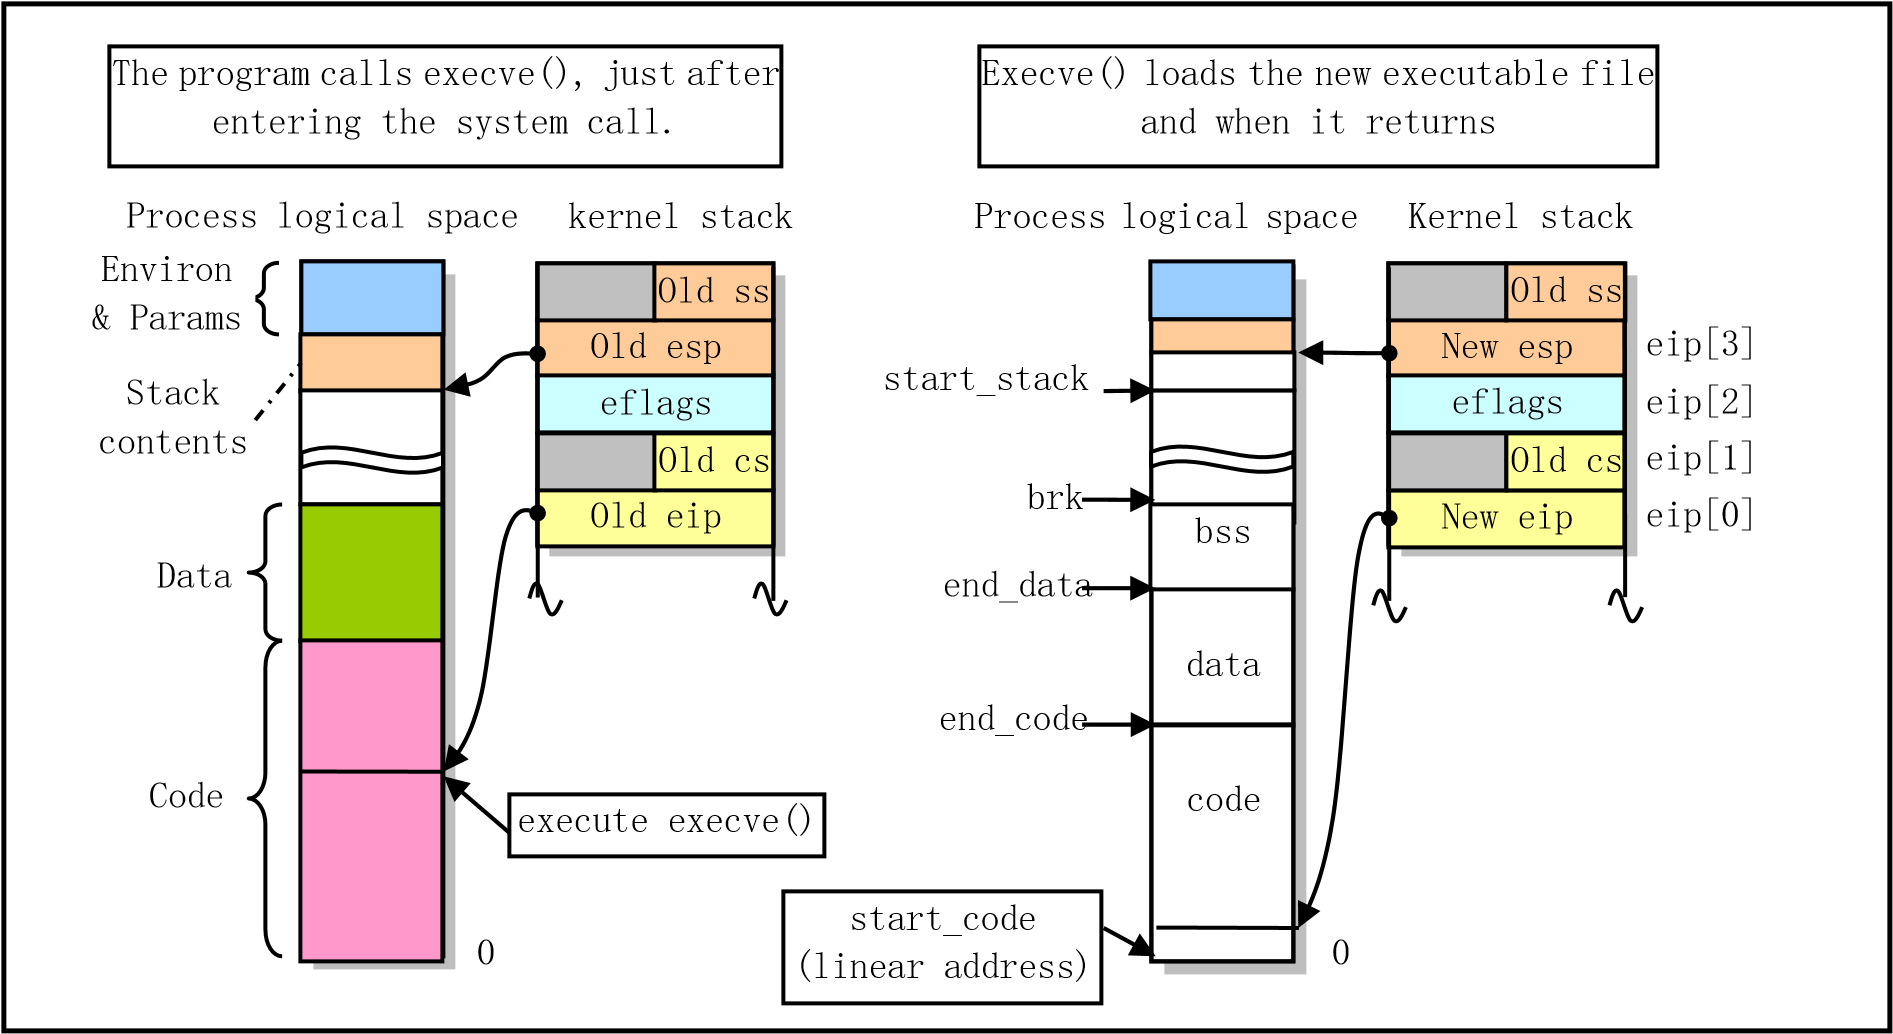 The program calls execve(), just after
entering the system call.
Execve() loads the new executable file
and when it returns
Process logical space
kernel stack
Process logical space
Kernel stack
Environ
& Params
Stack
contents
Data
Code
Old ss
Old esp
eflags
Old cs
Old eip
execute execve()
0
start_stack
brk
end_data
end_code
bss
data
code
start_code
(linear address)
0
Old ss
New esp
eflags
Old cs
New eip
eip[3]
eip[2]
eip[1]
eip[0]